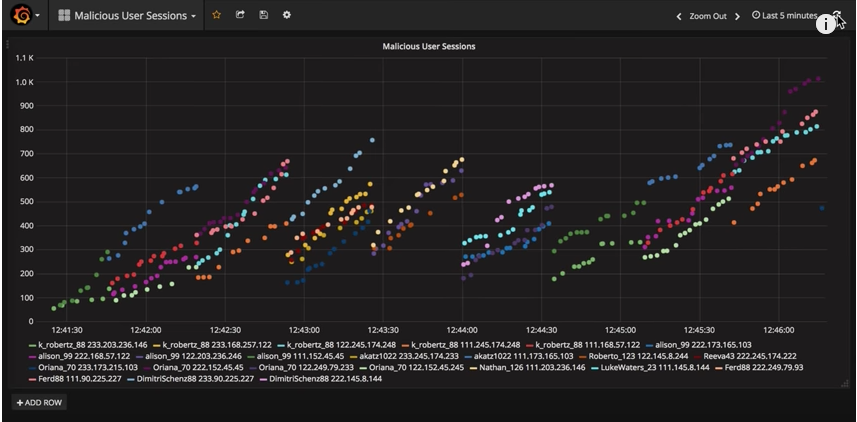 Malicious User Sessions
Zoom Out
Last 5 minutes
i
Malicious User Sessions
1.1 K
1.0 K
900
800
700
600
500
400
300
200
100
0
12:41:30 12:42:00 12:42:30 12:43:00 12:43:30 12:44:00 12:44:30 12:45:00 12:45:30 12:46:00
k_robertz_88 233.203.236.146 k_robertz_88 233.168.257.122 k_robertz_88 122.245.174.248 k_robertz_88 111.245.174.248 k_robertz_88 111.168.57.122 alison_99 222.173.165.103
alison_99 222.168.57.122 alison_99 122.203.236.246 alison_99 111.152.45.45 akatz1022 233.245.174.233 akatz1022 111.173.165.103 Roberto_123 122.145.8.244 Reeva43 222.245.174.222
Oriana_70 233.173.215.103 Oriana_70 222.152.45.45 Oriana_70 122.249.79.233 Oriana_70 122.152.45.245 Nathan_126 111.203.236.146 LukeWaters_23 111.145.8.144 Ferd88 222.249.79.93
Ferd88 111.90.225.227 DimitriSchenz88 233.90.225.227 DimitriSchenz88 222.145.8.144
+ ADD ROW